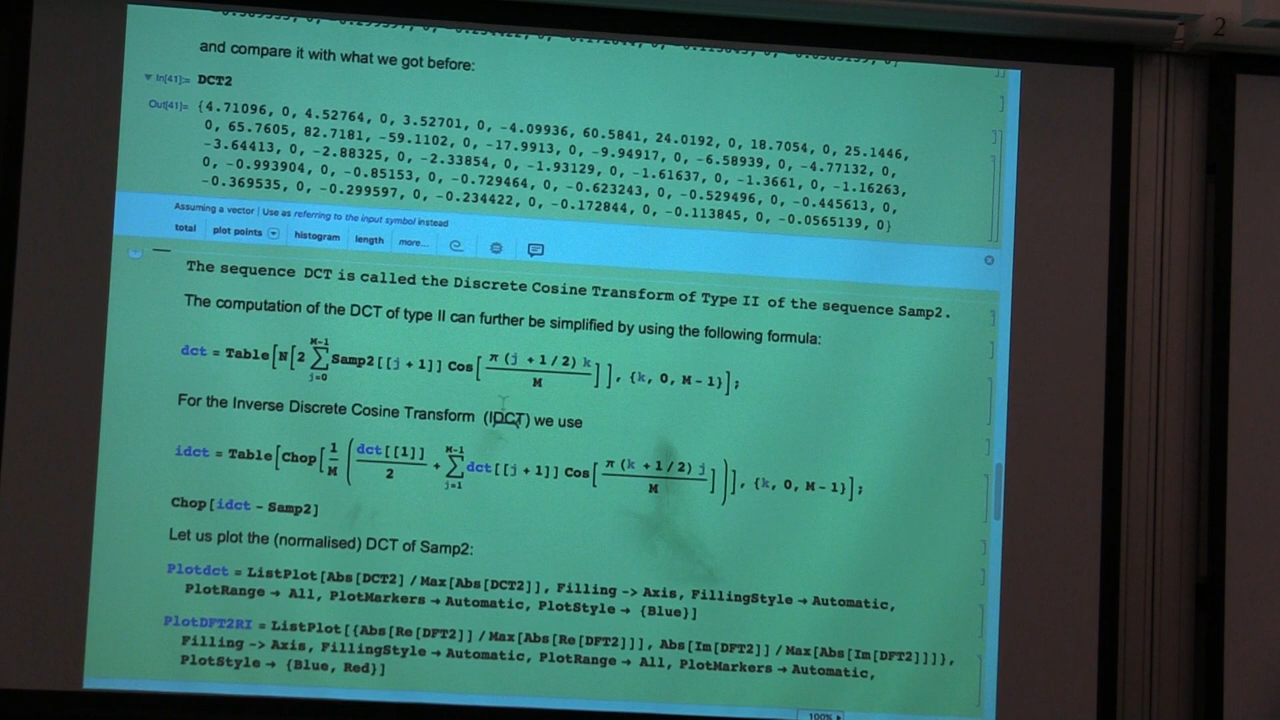 2
and compare it with what we got before:
In[41]:= DCT2
Out[41]= {4.71096, 0, 4.52764, 0, 3.52701, 0, -4.09936, 60.5841, 24.0192, 0, 18.7054, 0, 25.1446,
0, 65.7605, 82.7181, -59.1102, 0, -17.9913, 0, -9.94917, 0, -6.58939, 0, -4.77132, 0,
-3.64413, 0, -2.88325, 0, -2.33854, 0, -1.93129, 0, -1.61637, 0, -1.3661, 0, -1.16263,
0, -0.993904, 0, -0.85153, 0, -0.729464, 0, -0.623243, 0, -0.529496, 0, -0.445613, 0,
-0.369535, 0, -0.299597, 0, -0.234422, 0, -0.172844, 0, -0.113845, 0, -0.0565139, 0}
Assuming a vector | Use as referring to the input symbol instead
total plot points histogram length more...
The sequence DCT is called the Discrete Cosine Transform of Type II of the sequence Samp2.
The computation of the DCT of type II can further be simplified by using the following formula:
dct = Table[N[2 ∑_{j=0}^{M-1} Samp2[[j + 1]] Cos[π (j + 1/2) k / M]], {k, 0, M - 1}];
For the Inverse Discrete Cosine Transform (IDCT) we use
idct = Table[Chop[1/M (dct[[1]]/2 + ∑_{j=1}^{M-1} dct[[j + 1]] Cos[π (k + 1/2) j / M])], {k, 0, M - 1}];
Chop[idct - Samp2]
Let us plot the (normalised) DCT of Samp2:
Plotdct = ListPlot[Abs[DCT2] / Max[Abs[DCT2]], Filling -> Axis, FillingStyle → Automatic,
PlotRange → All, PlotMarkers → Automatic, PlotStyle → {Blue}]
PlotDFT2RI = ListPlot[{Abs[Re[DFT2]] / Max[Abs[Re[DFT2]]], Abs[Im[DFT2]] / Max[Abs[Im[DFT2]]]},
Filling -> Axis, FillingStyle → Automatic, PlotRange → All, PlotMarkers → Automatic,
PlotStyle → {Blue, Red}]
100%